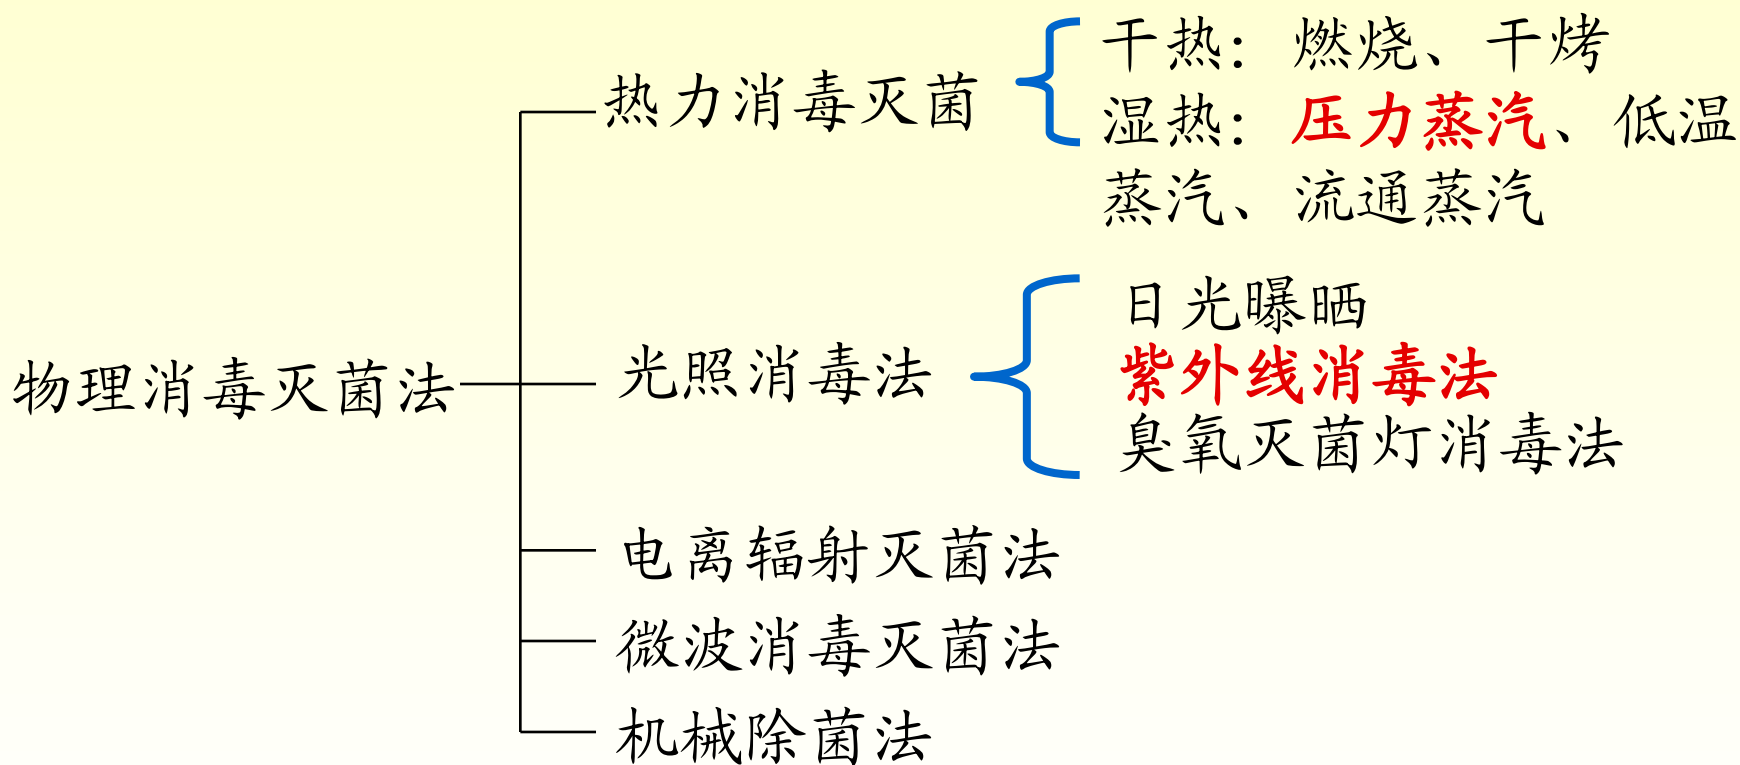 物理消毒灭菌法
热力消毒灭菌
干热：燃烧、干烤
湿热：压力蒸汽、低温
蒸汽、流通蒸汽
光照消毒法
日光曝晒
紫外线消毒法
臭氧灭菌灯消毒法
电离辐射灭菌法
微波消毒灭菌法
机械除菌法